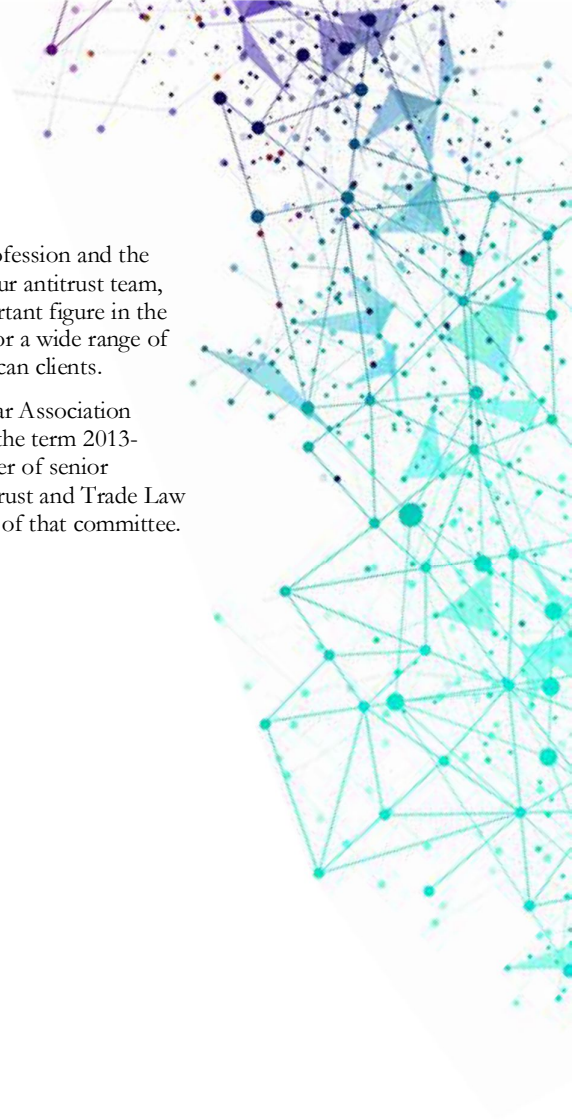 ofession and the
ur antitrust team,
rtant figure in the
or a wide range of
can clients.
ar Association
the term 2013-
er of senior
rust and Trade Law
of that committee.